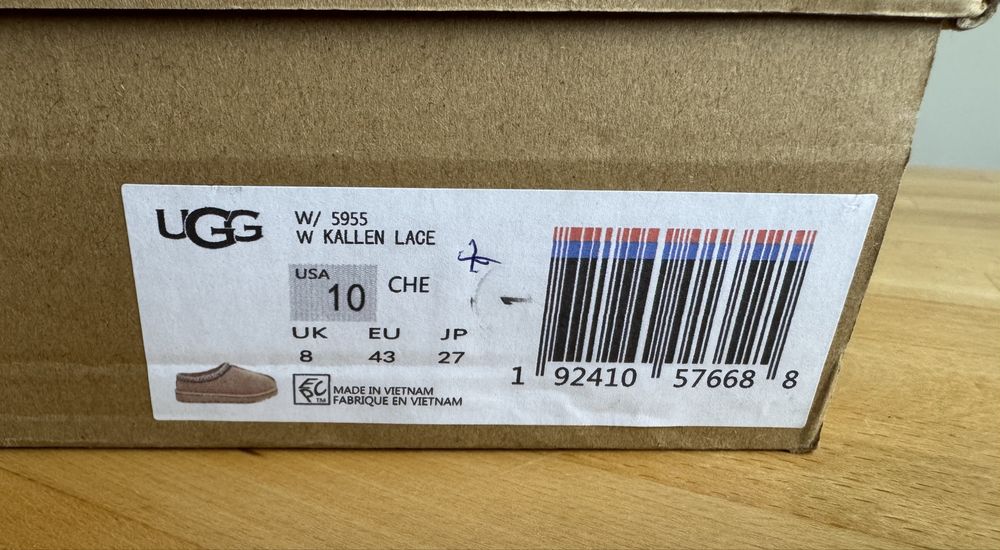 UGG
W/ 5955
W KALLEN LACE
USA
10
CHE
UK EU JP
8 43 27
MADE IN VIETNAM
FABRIQUE EN VIETNAM
1 92410 57668 8